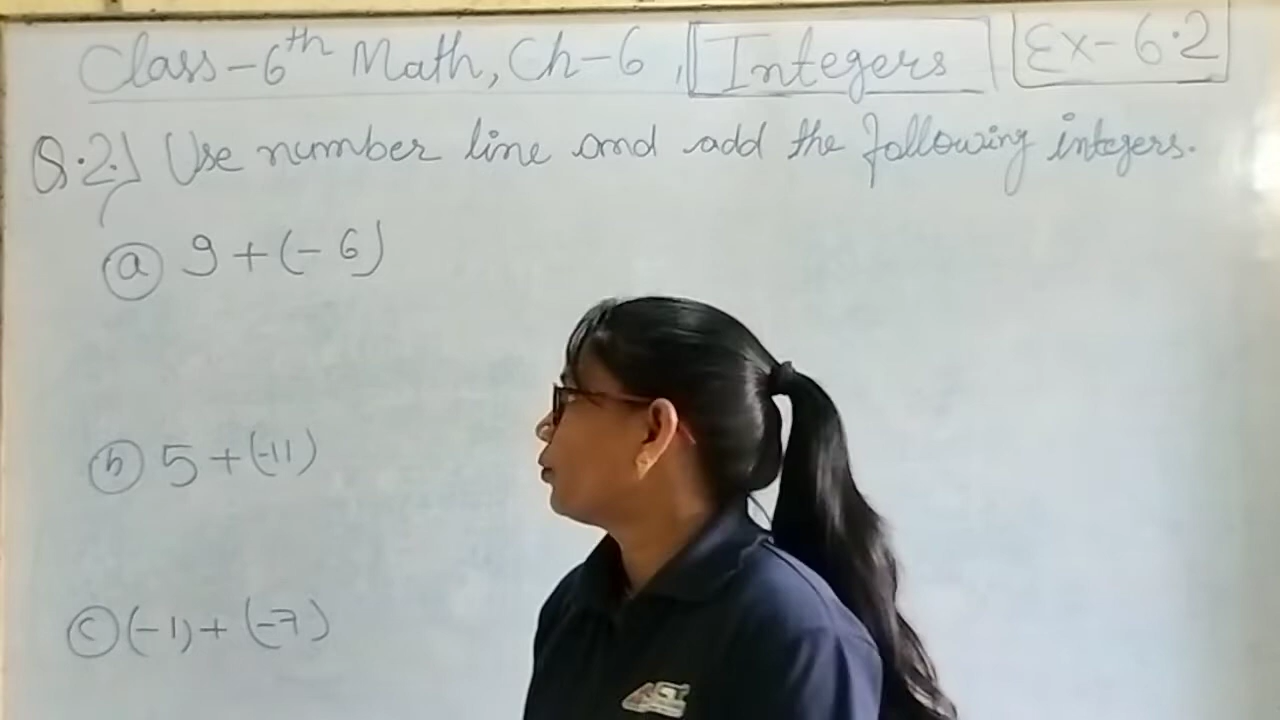 Class-6th Math, Ch-6, Integers Ex-6.2
Q.2) Use number line and add the following integers.
(a) 9+(-6)
(b) 5+(-11)
(c) (-1)+(-7)